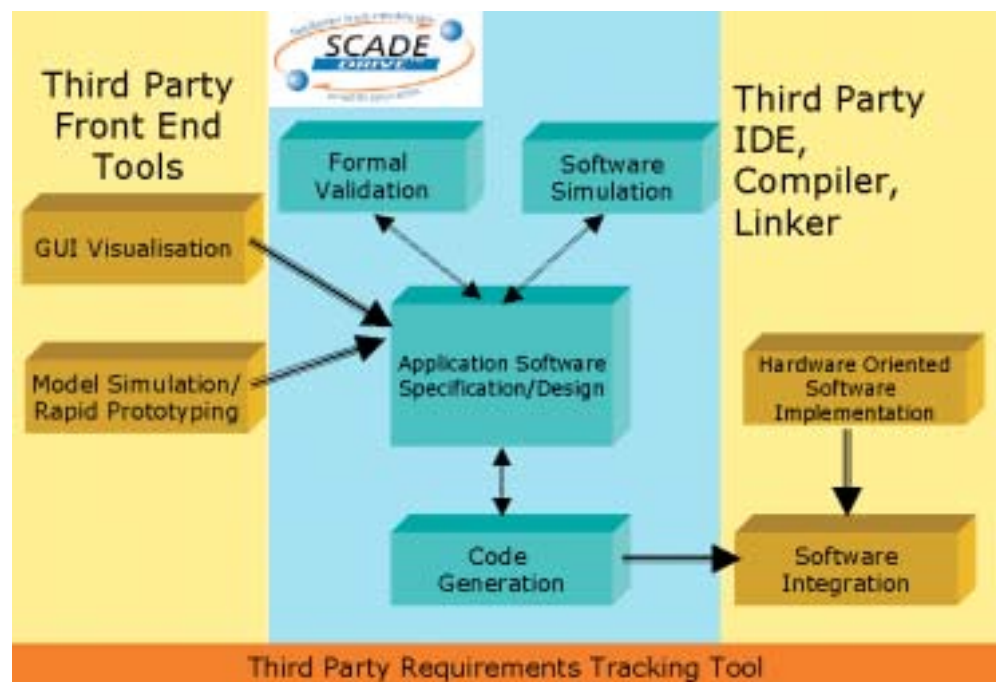 SCADE
DRIVE
Third Party
Front End
Tools
GUI Visualisation
Model Simulation/
Rapid Prototyping
Formal
Validation
Software
Simulation
Application Software
Specification/Design
Code
Generation
Third Party
IDE,
Compiler,
Linker
Hardware Oriented
Software
Implementation
Software
Integration
Third Party Requirements Tracking Tool